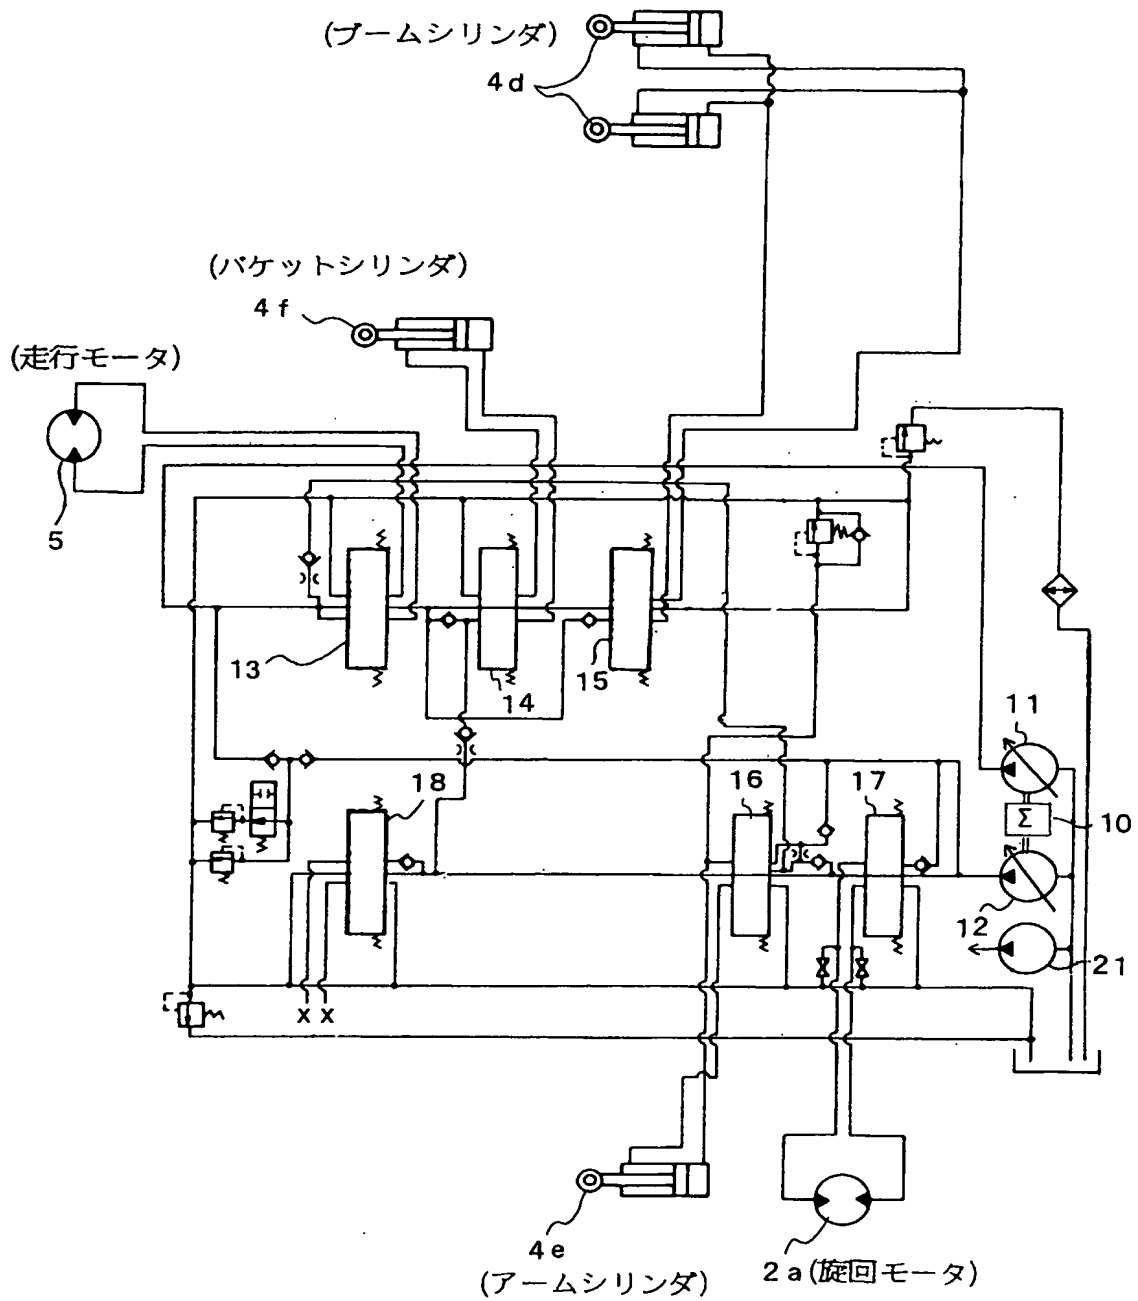 (ブームシリンダ)
4d
(バケットシリンダ)
4f
(走行モータ)
5
13
14
15
11
18
16
17
Σ
10
12
21
x x
4e
(アームシリンダ)
2a(旋回モータ)